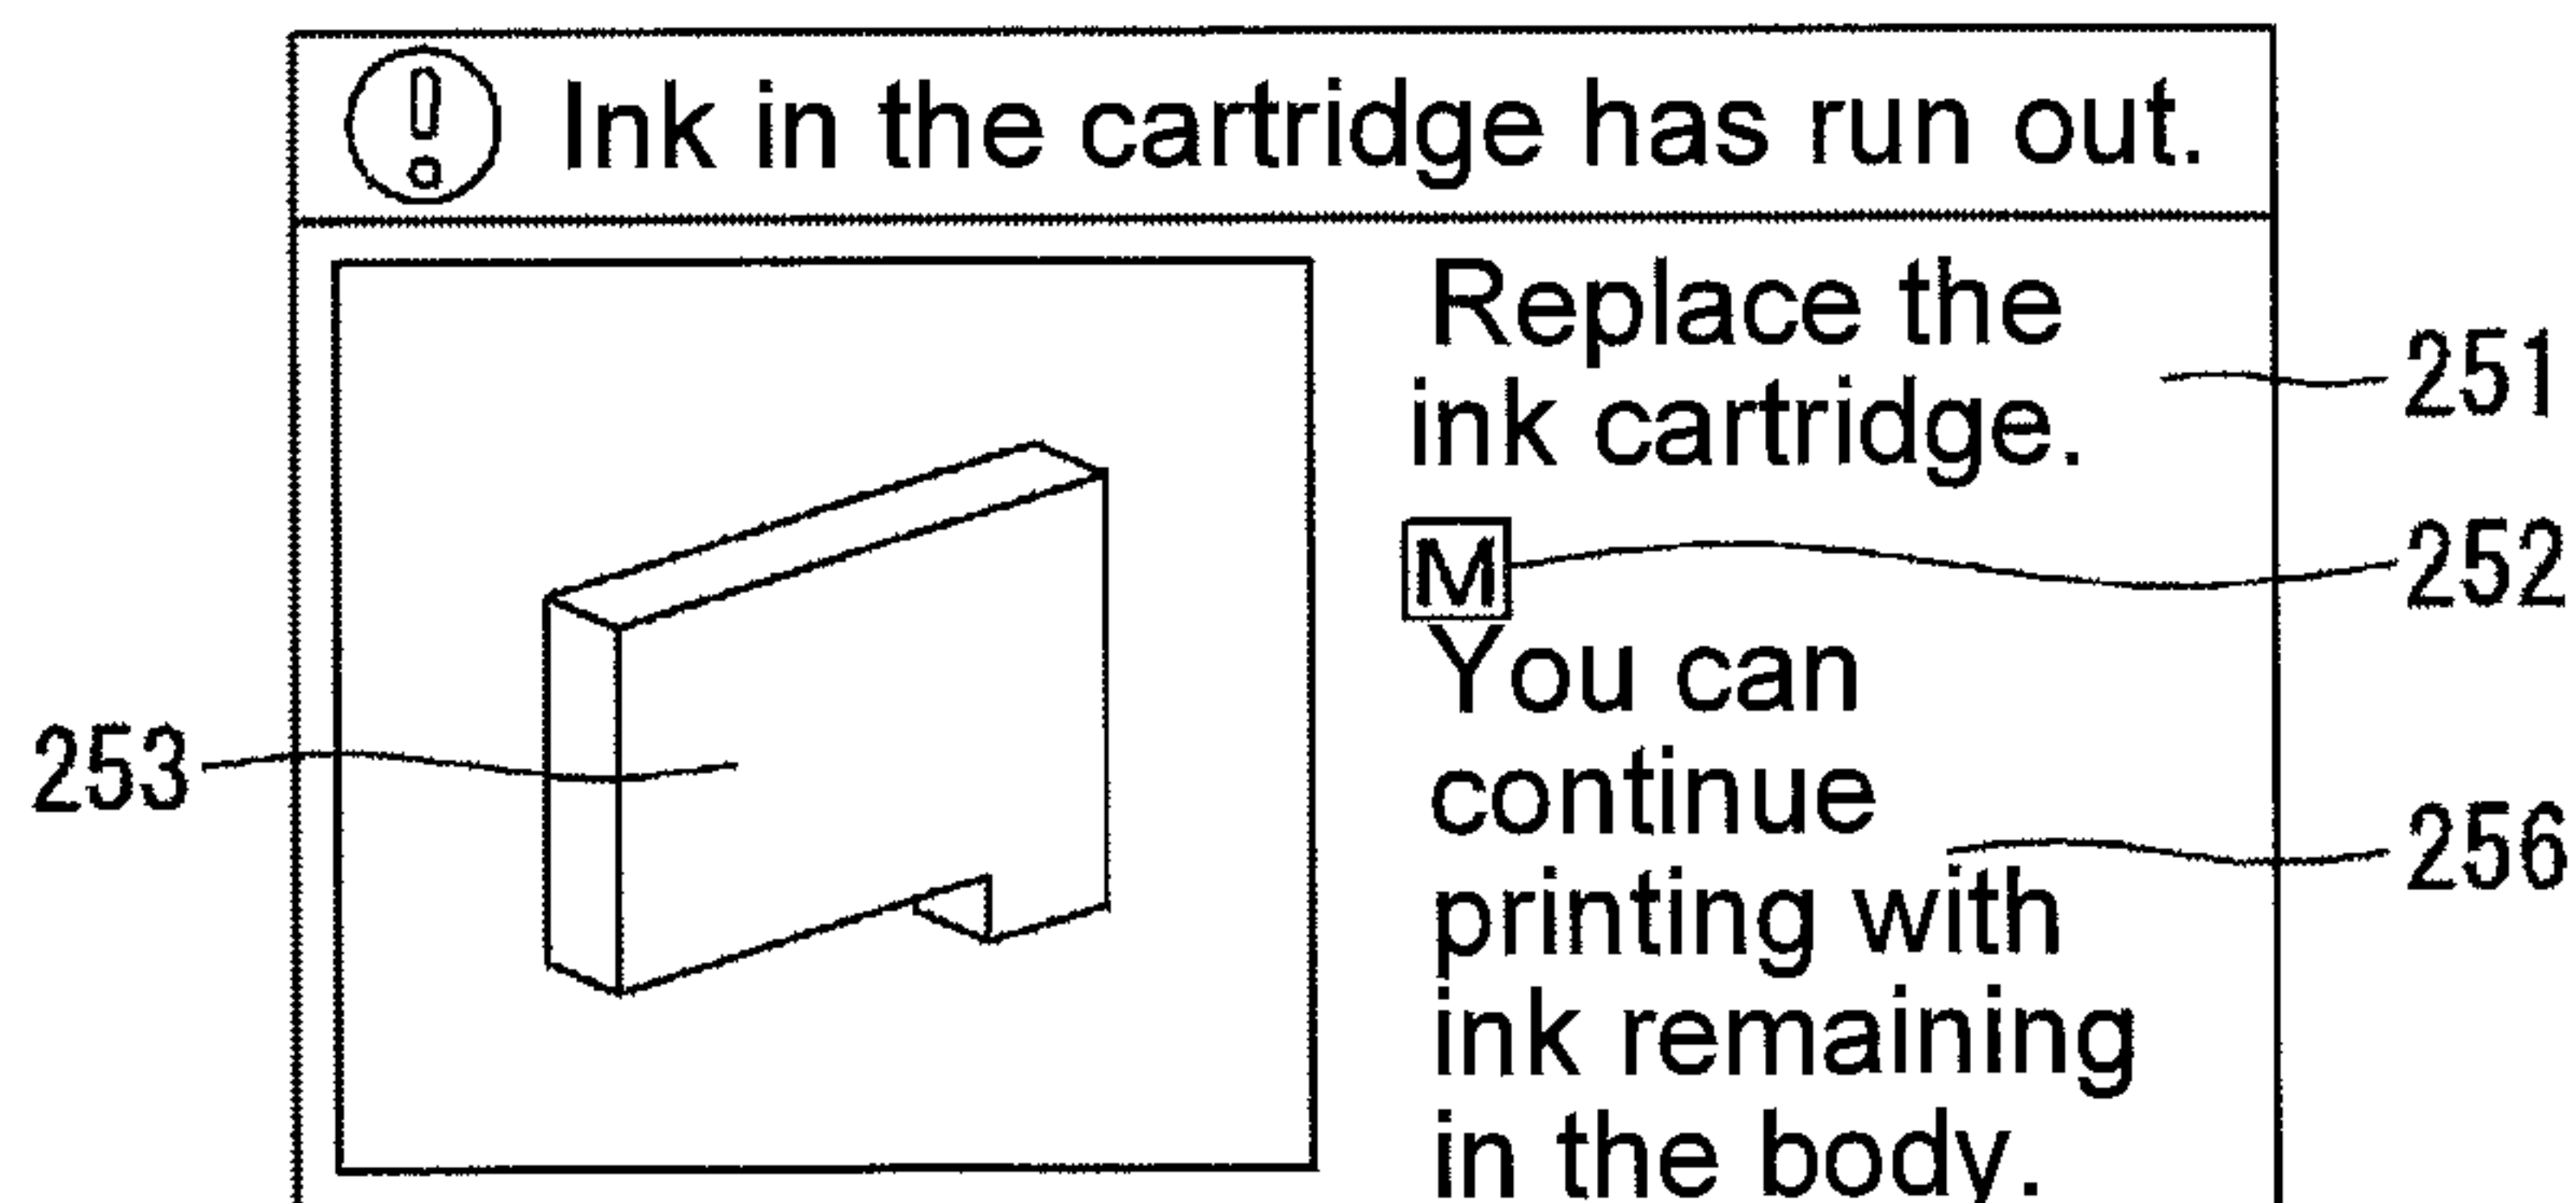 Ink in the cartridge has run out.
Replace the
ink cartridge.
251
M
252
You can
continue
printing with
ink remaining
in the body.
253
256